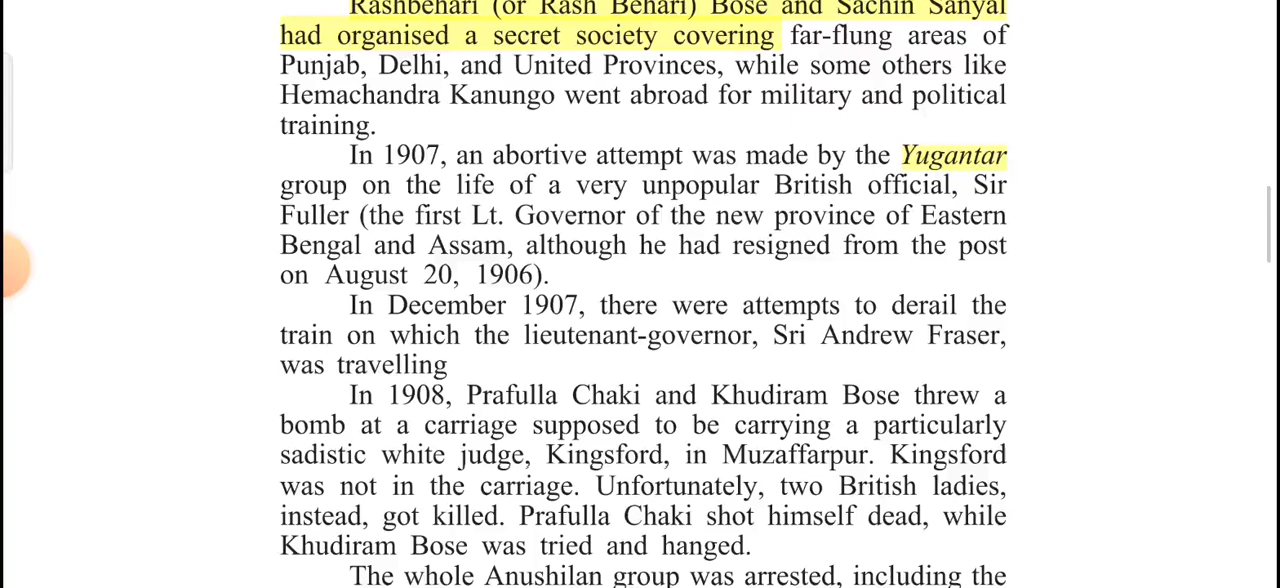 Rashbehari (or Rash Behari) Bose and Sachin Sanyal
had organised a secret society covering far-flung areas of
Punjab, Delhi, and United Provinces, while some others like
Hemachandra Kanungo went abroad for military and political
training.
In 1907, an abortive attempt was made by the Yugantar
group on the life of a very unpopular British official, Sir
Fuller (the first Lt. Governor of the new province of Eastern
Bengal and Assam, although he had resigned from the post
on August 20, 1906).
In December 1907, there were attempts to derail the
train on which the lieutenant-governor, Sri Andrew Fraser,
was travelling
In 1908, Prafulla Chaki and Khudiram Bose threw a
bomb at a carriage supposed to be carrying a particularly
sadistic white judge, Kingsford, in Muzaffarpur. Kingsford
was not in the carriage. Unfortunately, two British ladies,
instead, got killed. Prafulla Chaki shot himself dead, while
Khudiram Bose was tried and hanged.
The whole Anushilan group was arrested, including the